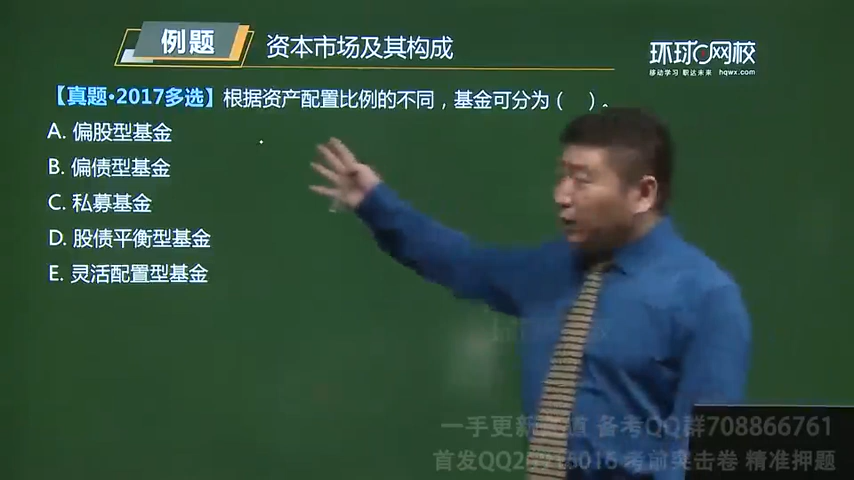 例题
资本市场及其构成
环球网校
移动学习 职达未来 hqwx.com
【真题·2017多选】根据资产配置比例的不同，基金可分为（ ）。
A. 偏股型基金
B. 偏债型基金
C. 私募基金
D. 股债平衡型基金
E. 灵活配置型基金
一手更新 备考QQ群708866761
考前突击卷 精准押题